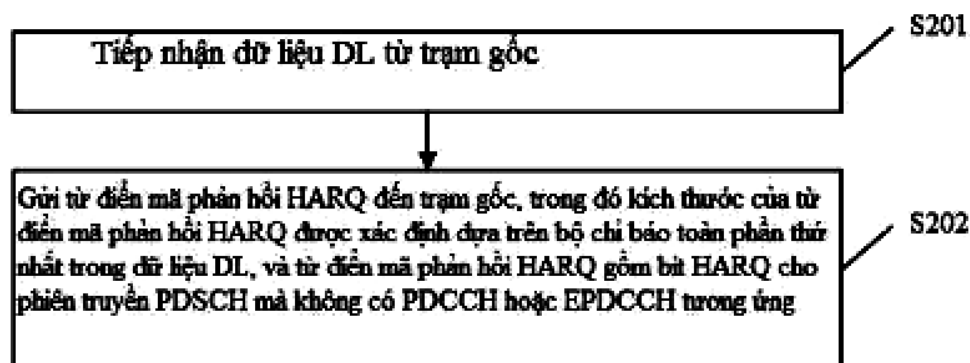 S201
Tiếp nhận dữ liệu DL từ trạm gốc
Gửi từ điển mã phản hồi HARQ đến trạm gốc, trong đó kích thước của từ
điển mã phản hồi HARQ được xác định dựa trên bộ chỉ báo toàn phần thứ
nhất trong dữ liệu DL, và từ điển mã phản hồi HARQ gồm bit HARQ cho
phiên truyền PDSCH mà không có PDCCH hoặc EPDCCH tương ứng
S202